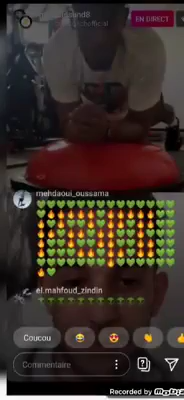 EN DIRECT
mehdaoui_oussama
el.mahfoud_zindin
Coucou
Commentaire
Recorded by